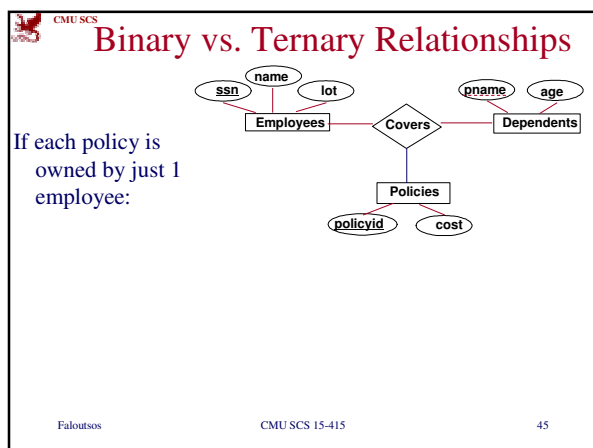 CMU SCS
Binary vs. Ternary Relationships
name
ssn
lot
pname
age
Employees
Covers
Dependents
If each policy is
owned by just 1
employee:
Policies
policyid
cost
Faloutsos
CMU SCS 15-415
45